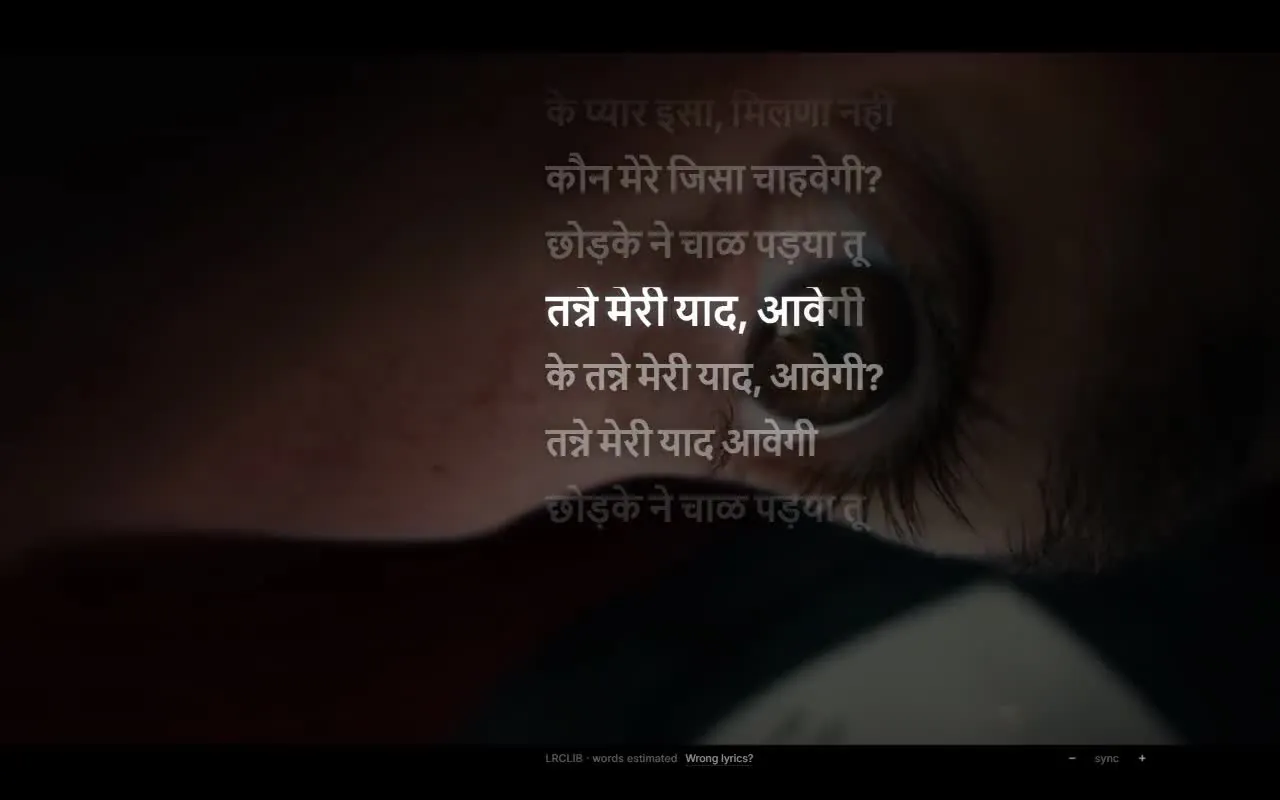 के प्यार इसा, मिलणा नहीं
कौन मेरे जिसा चाहवेगी?
छोड़के ने चाळ पड़या तू
तन्ने मेरी याद, आवेगी
के तन्ने मेरी याद, आवेगी?
तन्ने मेरी याद आवेगी
छोड़के ने चाळ पड़या तू
LRCLIB · words estimated Wrong lyrics?
− sync +